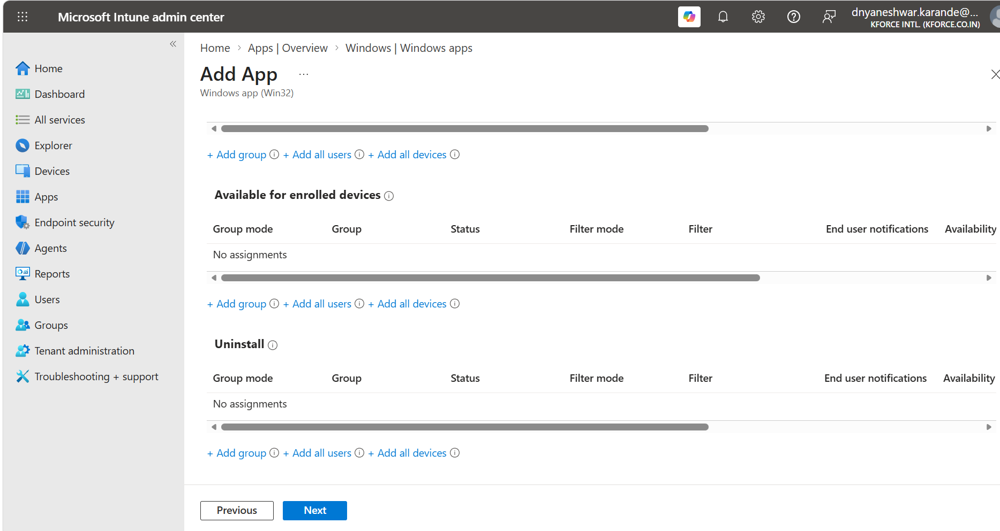 Microsoft Intune admin center
dnyaneshwar.karande@...
KFORCE INTL. (KFORCE.CO.IN)
Home
Dashboard
All services
Explorer
Devices
Apps
Endpoint security
Agents
Reports
Users
Groups
Tenant administration
Troubleshooting + support
Home > Apps | Overview > Windows | Windows apps
Add App ...
Windows app (Win32)
+ Add group + Add all users + Add all devices
Available for enrolled devices
Group mode Group Status Filter mode Filter End user notifications Availability
No assignments
+ Add group + Add all users + Add all devices
Uninstall
Group mode Group Status Filter mode Filter End user notifications Availability
No assignments
+ Add group + Add all users + Add all devices
Previous Next